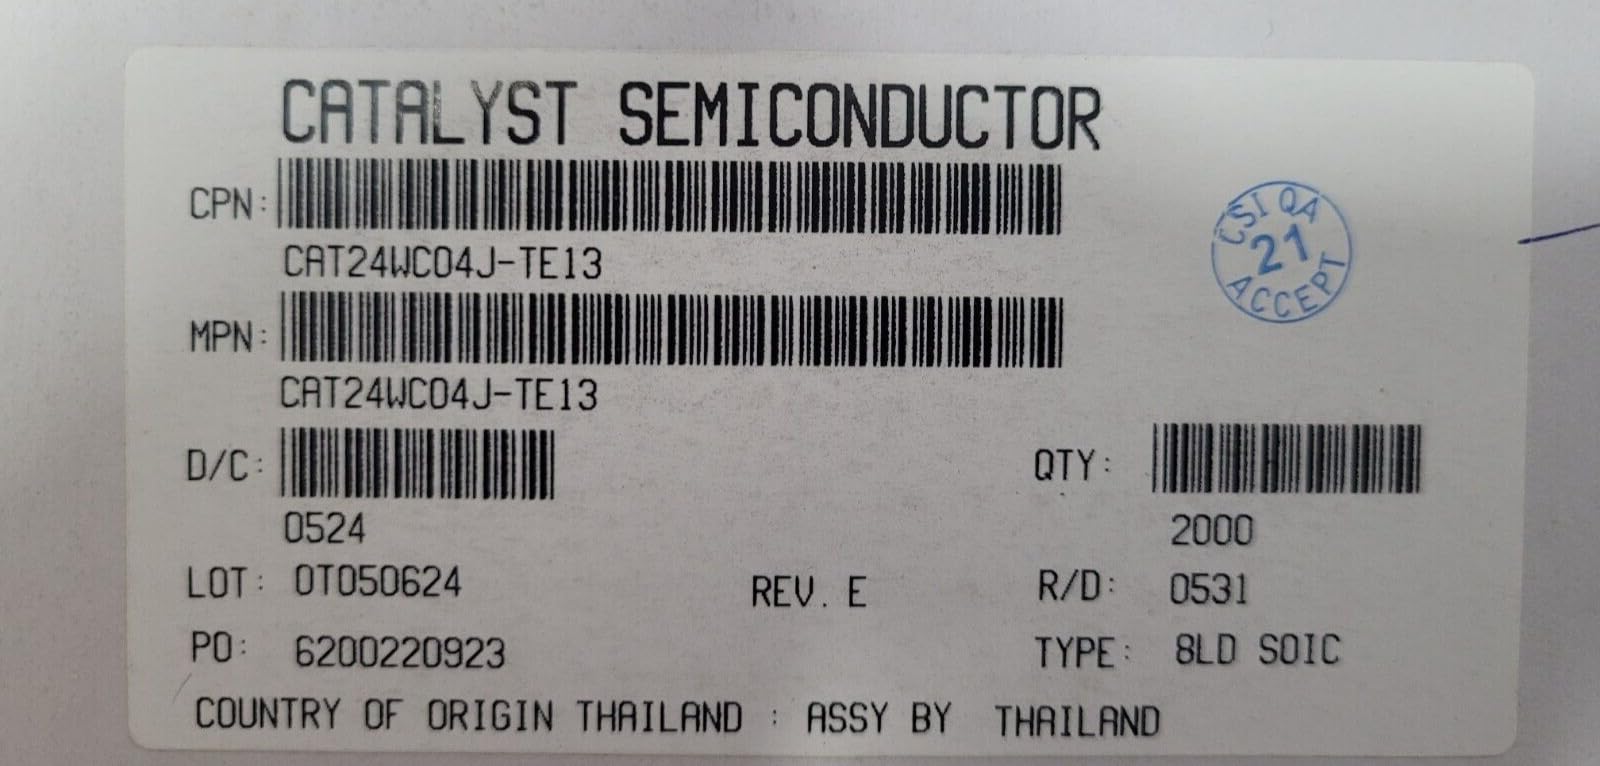 CATALYST SEMICONDUCTOR
CPN:
CAT24WC04J-TE13
MPN:
CAT24WC04J-TE13
D/C: QTY:
0524 2000
LOT: 0T050624 REV. E R/D: 0531
PO: 6200220923 TYPE: 8LD SOIC
COUNTRY OF ORIGIN THAILAND : ASSY BY THAILAND
CSI QA
21
ACCEPT